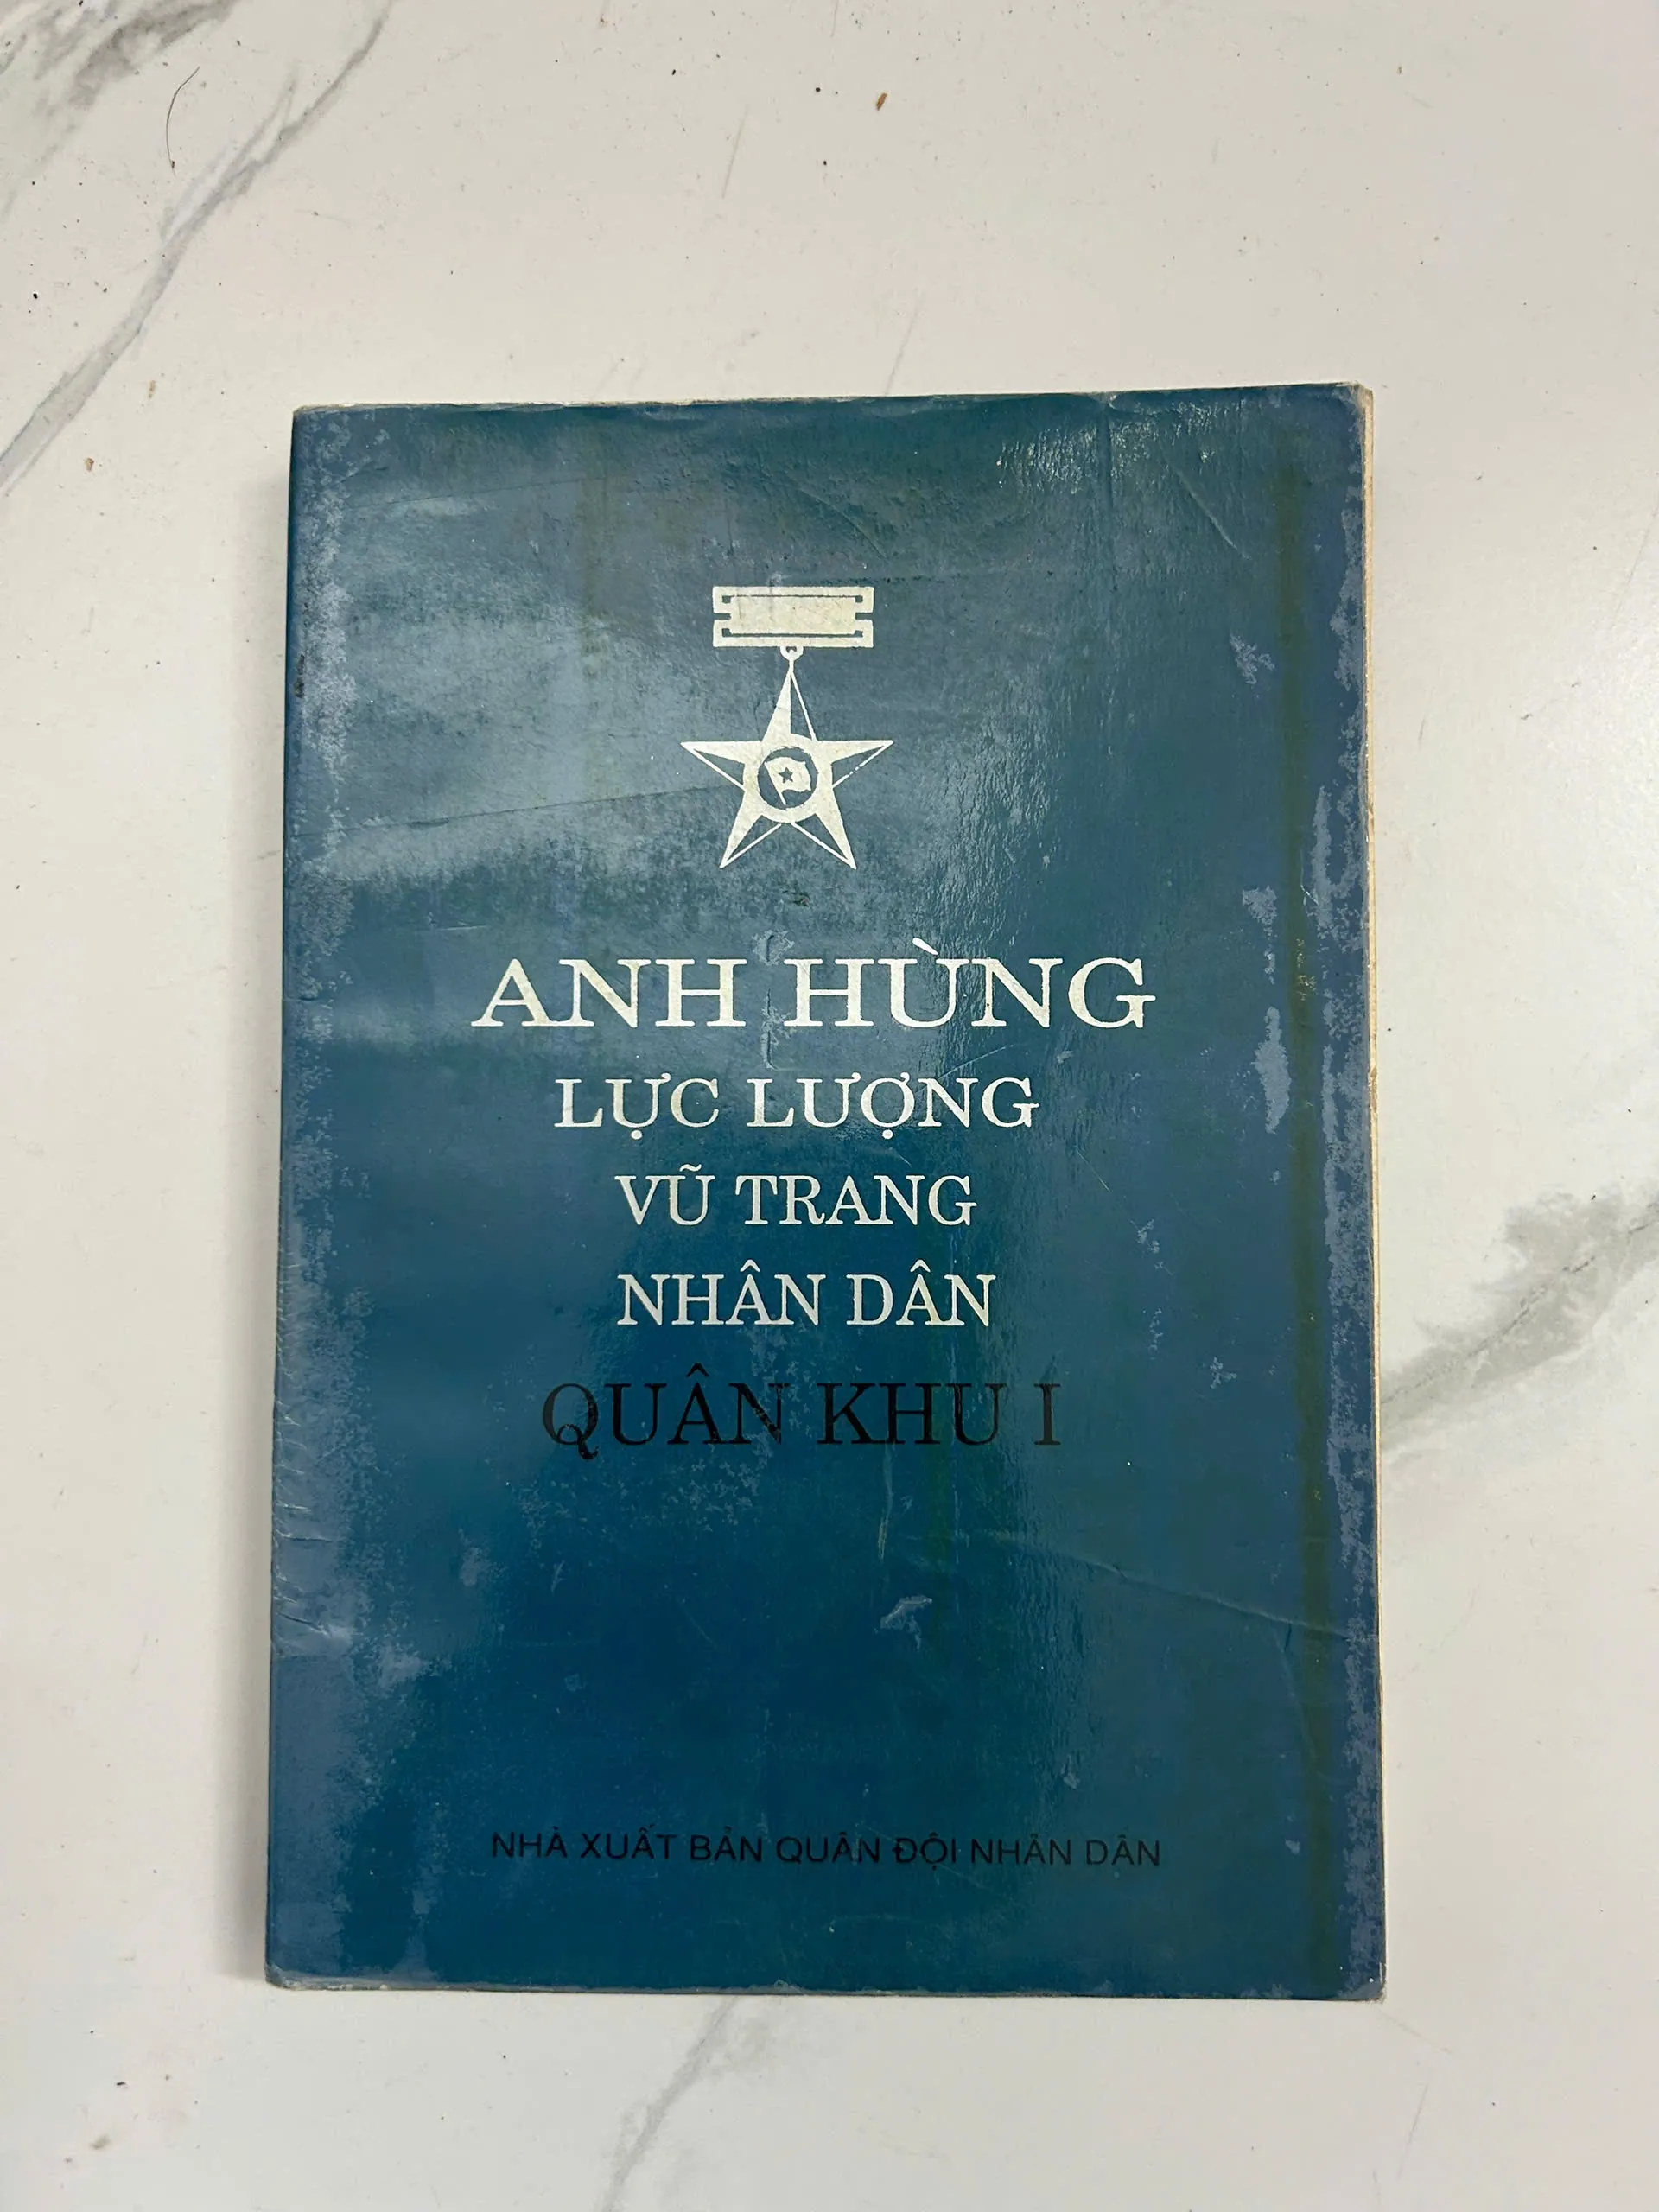 ANH HÙNG
LỰC LƯỢNG
VŨ TRANG
NHÂN DÂN
QUÂN KHU I
NHÀ XUẤT BẢN QUÂN ĐỘI NHÂN DÂN